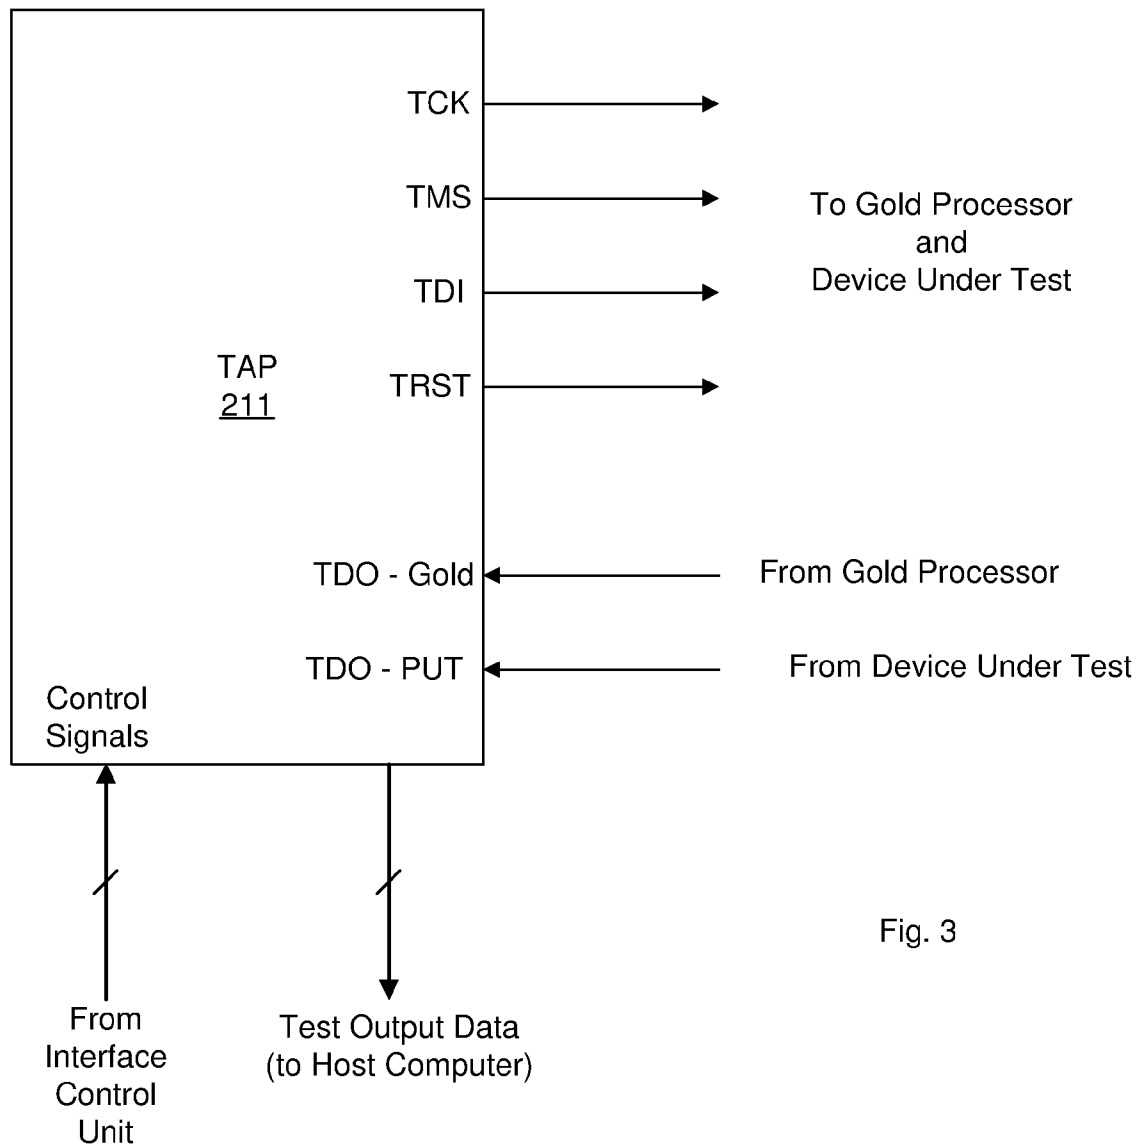 TCK
TMS
TDI
TRST
To Gold Processor
and
Device Under Test
TAP
211
TDO - Gold
From Gold Processor
TDO - PUT
From Device Under Test
Control
Signals
Fig. 3
From
Interface
Control
Unit
Test Output Data
(to Host Computer)